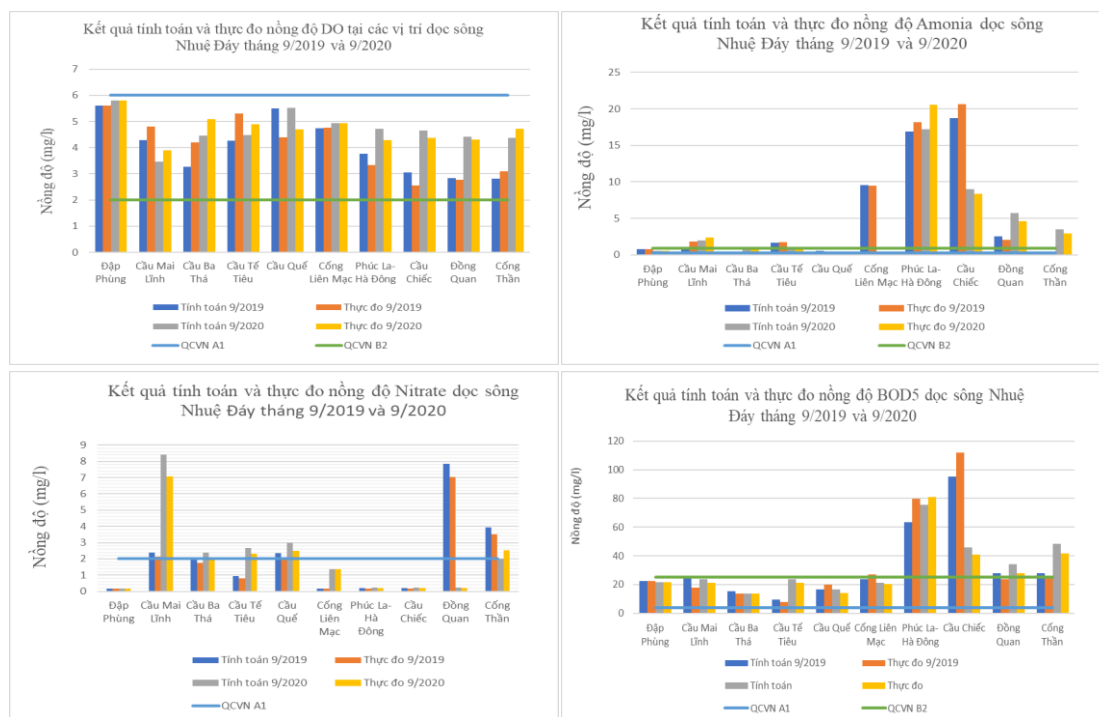 Kết quả tính toán và thực đo nồng độ DO tại các vị trí dọc sông
Nhuệ Đáy tháng 9/2019 và 9/2020
Nồng độ (mg/l)
7
6
5
4
3
2
1
0
Đập Phùng
Cầu Mai Lĩnh
Cầu Ba Thá
Cầu Tế Tiêu
Cầu Quế
Cống Liên Mạc
Phúc La-Hà Đông
Cầu Chiếc
Đồng Quan
Cống Thần
Tính toán 9/2019
Thực đo 9/2019
Tính toán 9/2020
Thực đo 9/2020
QCVN A1
QCVN B2
Kết quả tính toán và thực đo nồng độ Amonia dọc sông
Nhuệ Đáy tháng 9/2019 và 9/2020
Nồng độ (mg/l)
25
20
15
10
5
0
Đập Phùng
Cầu Mai Lĩnh
Cầu Ba Thá
Cầu Tế Tiêu
Cầu Quế
Cống Liên Mạc
Phúc La-Hà Đông
Cầu Chiếc
Đồng Quan
Cống Thần
Tính toán 9/2019
Thực đo 9/2019
Tính toán 9/2020
Thực đo 9/2020
QCVN A1
QCVN B2
Kết quả tính toán và thực đo nồng độ Nitrate dọc sông
Nhuệ Đáy tháng 9/2019 và 9/2020
Nồng độ (mg/l)
9
8
7
6
5
4
3
2
1
0
Đập Phùng
Cầu Mai Lĩnh
Cầu Ba Thá
Cầu Tế Tiêu
Cầu Quế
Cống Liên Mạc
Phúc La-Hà Đông
Cầu Chiếc
Đồng Quan
Cống Thần
Tính toán 9/2019
Thực đo 9/2019
Tính toán 9/2020
Thực đo 9/2020
QCVN A1
Kết quả tính toán và thực đo nồng độ BOD5 dọc sông Nhuệ
Đáy tháng 9/2019 và 9/2020
Nồng độ (mg/l)
120
100
80
60
40
20
0
Đập Phùng
Cầu Mai Lĩnh
Cầu Ba Thá
Cầu Tế Tiêu
Cầu Quế
Cống Liên Mạc
Phúc La-Hà Đông
Cầu Chiếc
Đồng Quan
Cống Thần
Tính toán 9/2019
Thực đo 9/2019
Tính toán
Thực đo
QCVN A1
QCVN B2